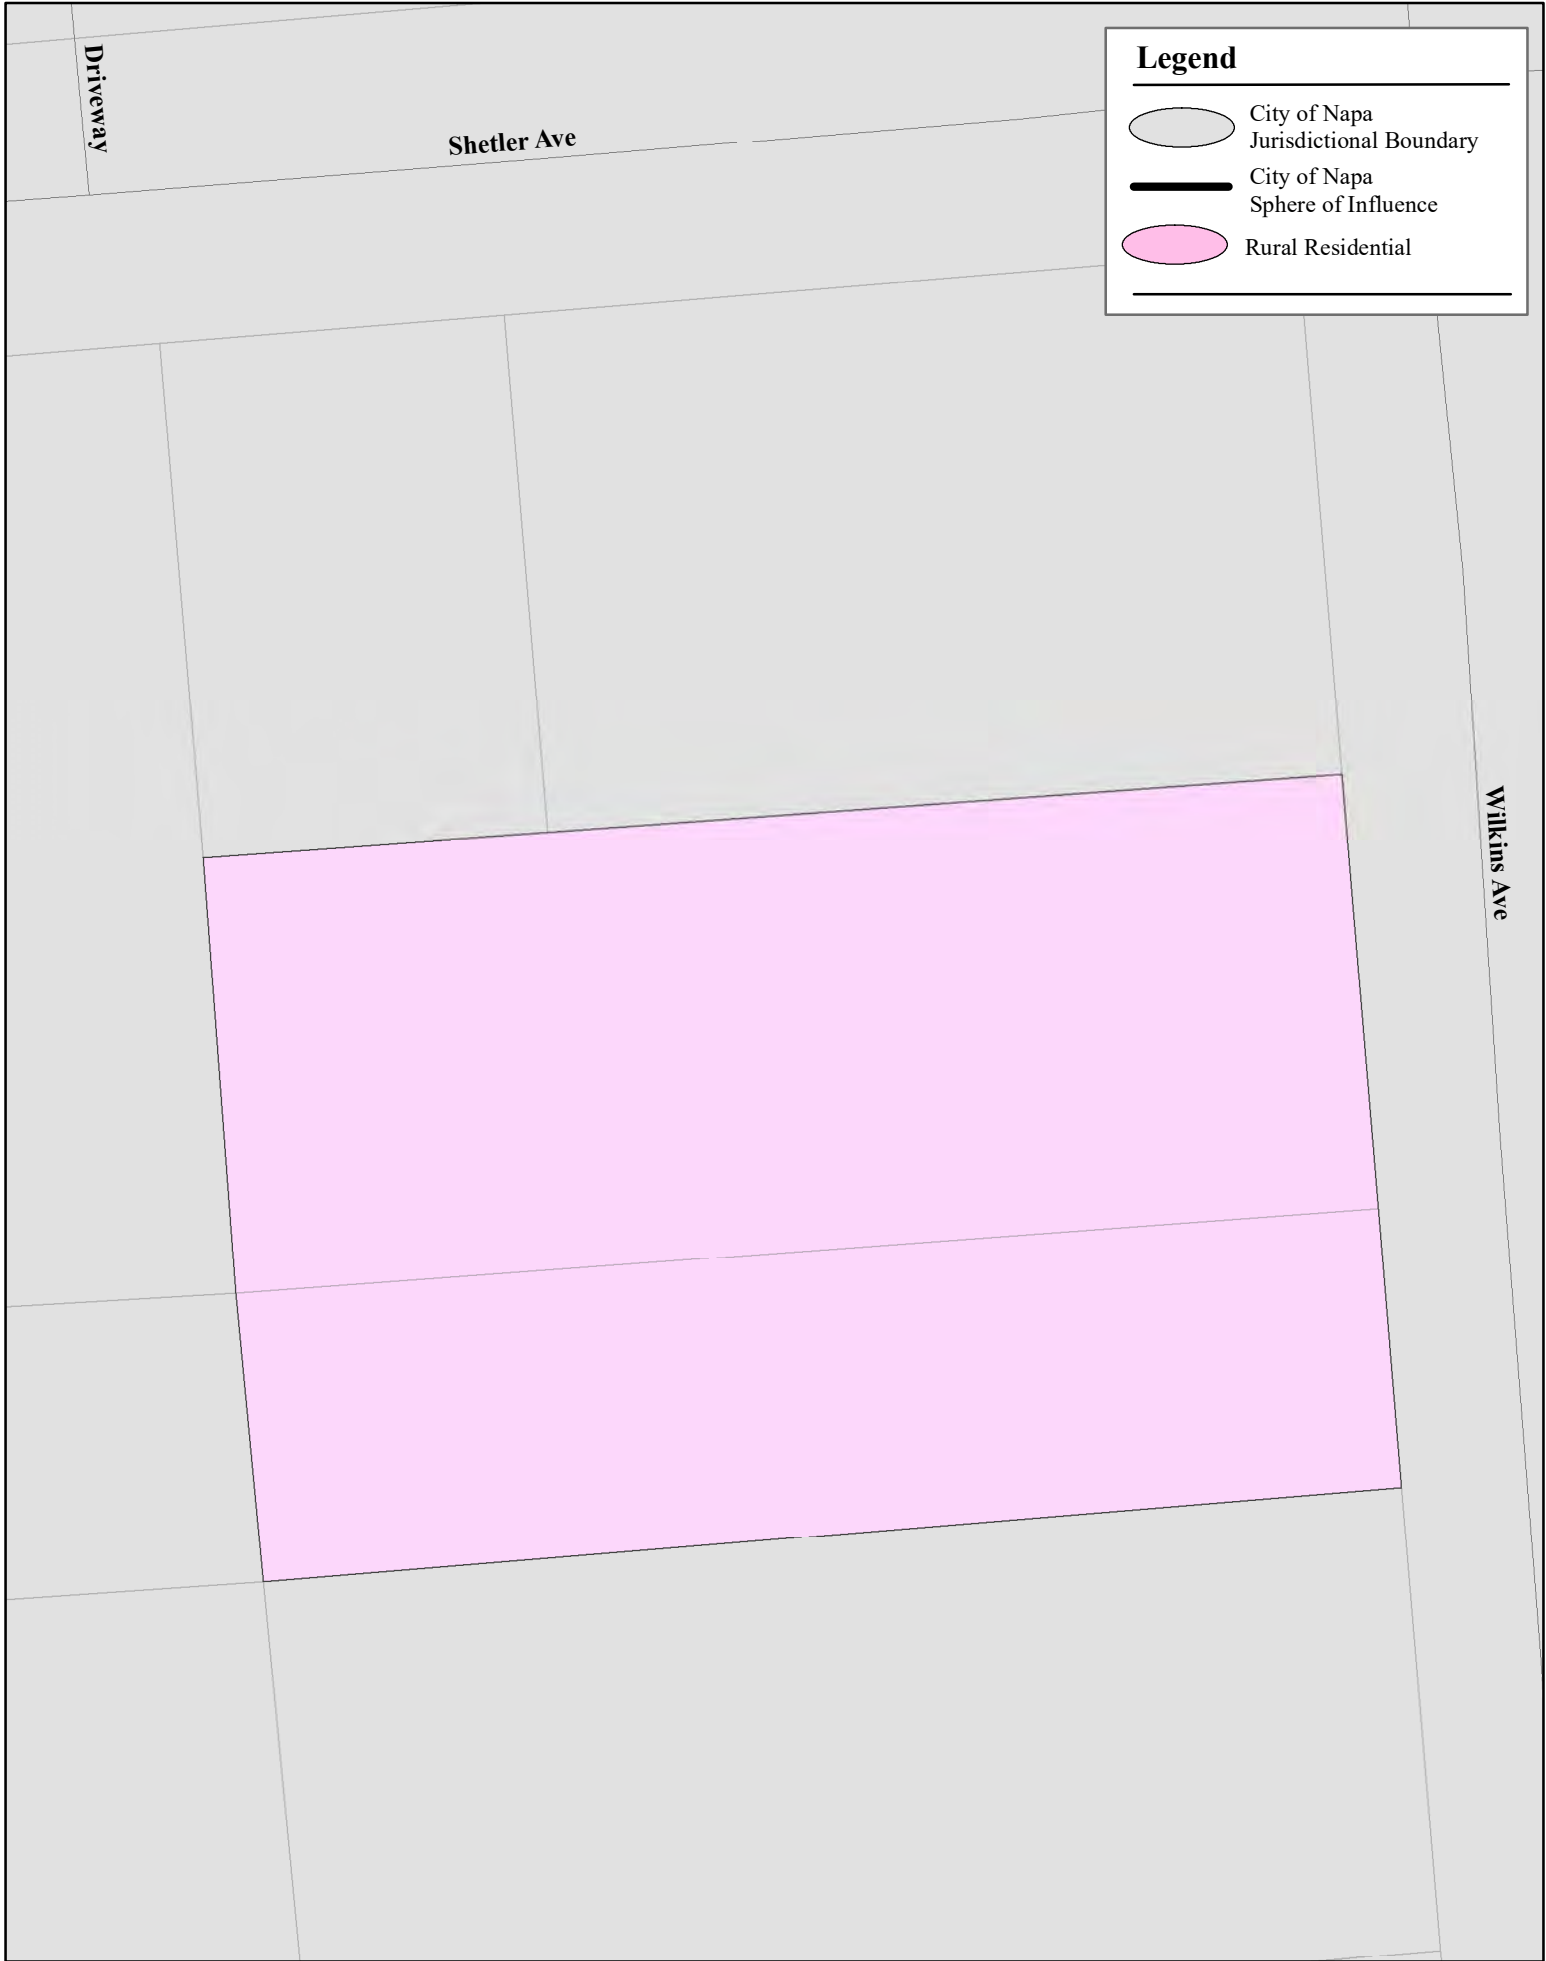 Driveway
Shetler Ave
Legend
City of Napa
Jurisdictional Boundary
City of Napa
Sphere of Influence
Rural Residential
Wilkins Ave